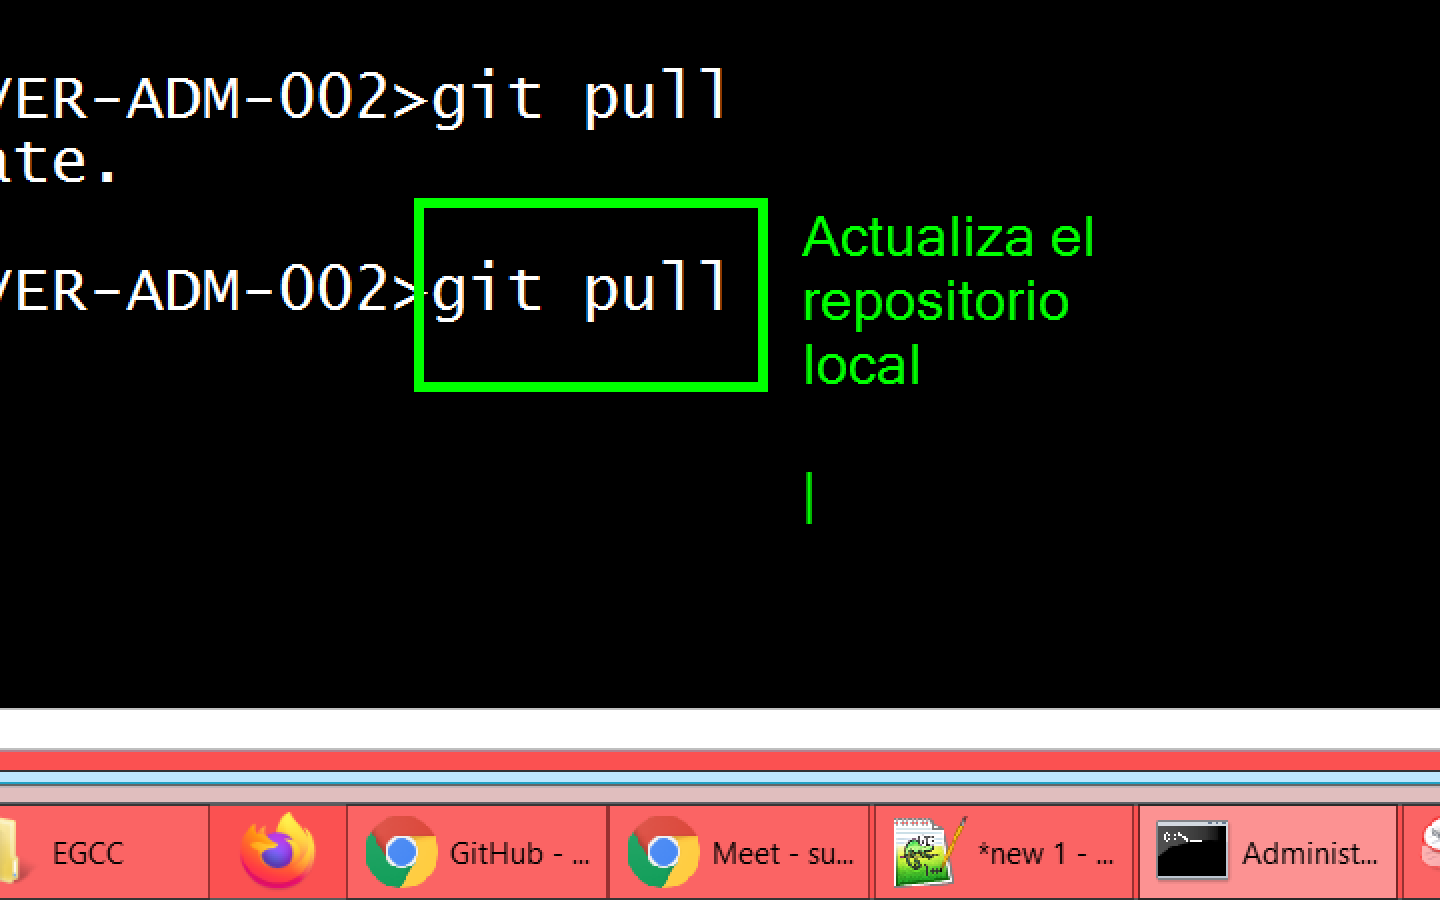 VER-ADM-002>git pull
ate.
VER-ADM-002>git pull
Actualiza el
repositorio
local
EGCC
GitHub - ...
Meet - su...
*new 1 - ...
Administ...